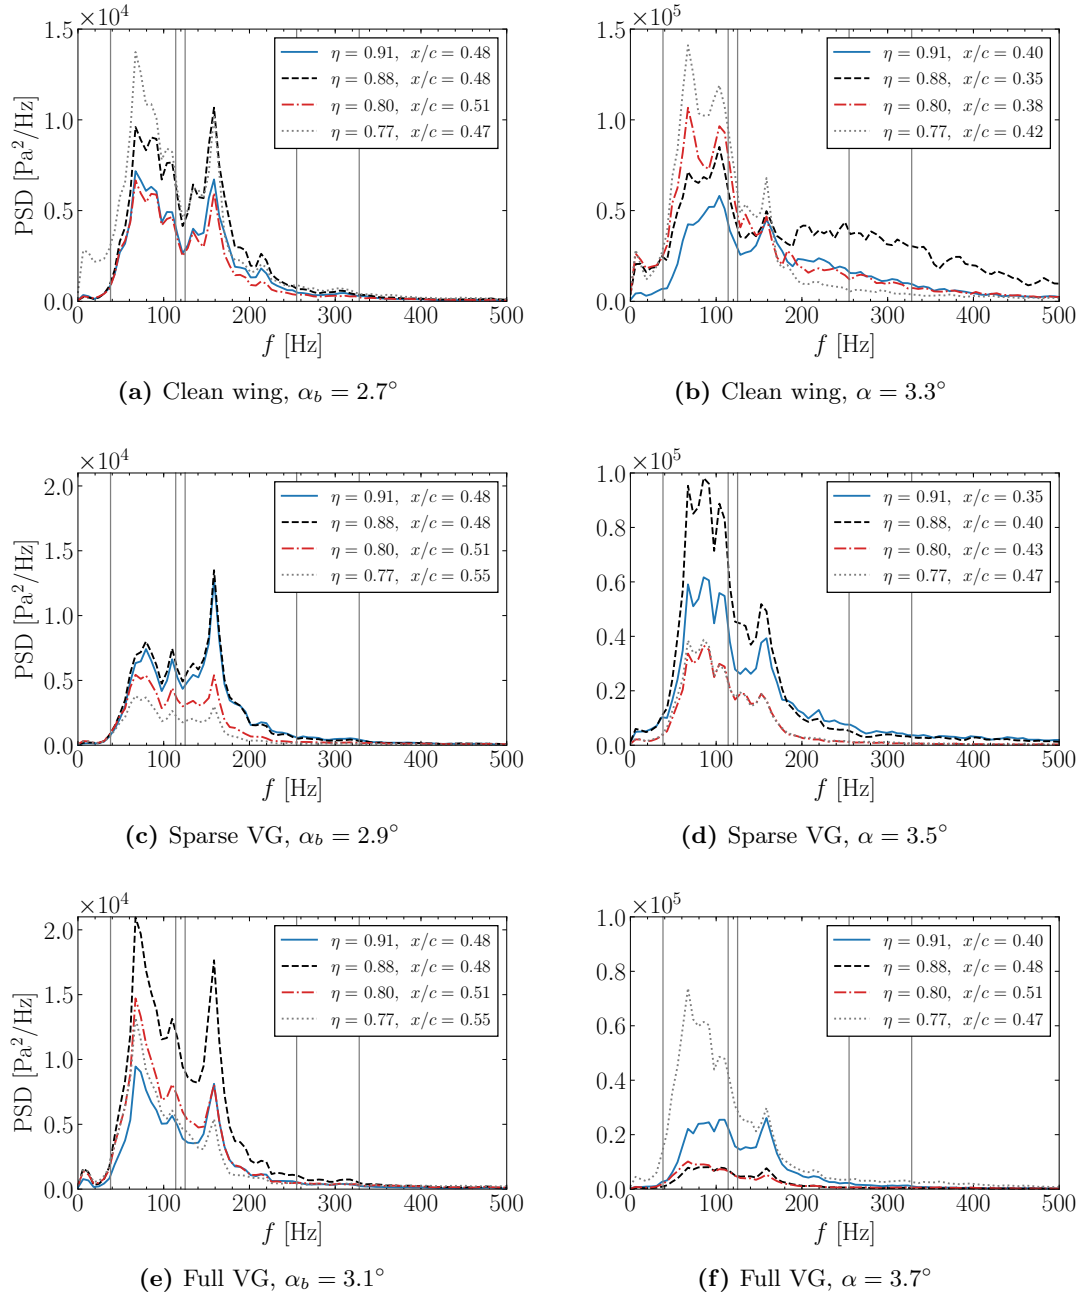 ×10⁴
PSD [Pa²/Hz]
1.5
1.0
0.5
0.0
η = 0.91, x/c = 0.48
η = 0.88, x/c = 0.48
η = 0.80, x/c = 0.51
η = 0.77, x/c = 0.47
0 100 200 300 400 500
f [Hz]
(a) Clean wing, α_b = 2.7°
×10⁵
1.5
1.0
0.5
0.0
η = 0.91, x/c = 0.40
η = 0.88, x/c = 0.35
η = 0.80, x/c = 0.38
η = 0.77, x/c = 0.42
0 100 200 300 400 500
f [Hz]
(b) Clean wing, α = 3.3°
×10⁴
PSD [Pa²/Hz]
2.0
1.5
1.0
0.5
0.0
η = 0.91, x/c = 0.48
η = 0.88, x/c = 0.48
η = 0.80, x/c = 0.51
η = 0.77, x/c = 0.55
0 100 200 300 400 500
f [Hz]
(c) Sparse VG, α_b = 2.9°
×10⁵
1.0
0.8
0.6
0.4
0.2
0.0
η = 0.91, x/c = 0.35
η = 0.88, x/c = 0.40
η = 0.80, x/c = 0.43
η = 0.77, x/c = 0.47
0 100 200 300 400 500
f [Hz]
(d) Sparse VG, α = 3.5°
×10⁴
PSD [Pa²/Hz]
2.0
1.5
1.0
0.5
0.0
η = 0.91, x/c = 0.48
η = 0.88, x/c = 0.48
η = 0.80, x/c = 0.51
η = 0.77, x/c = 0.55
0 100 200 300 400 500
f [Hz]
(e) Full VG, α_b = 3.1°
×10⁵
1.0
0.8
0.6
0.4
0.2
0.0
η = 0.91, x/c = 0.40
η = 0.88, x/c = 0.48
η = 0.80, x/c = 0.51
η = 0.77, x/c = 0.47
0 100 200 300 400 500
f [Hz]
(f) Full VG, α = 3.7°